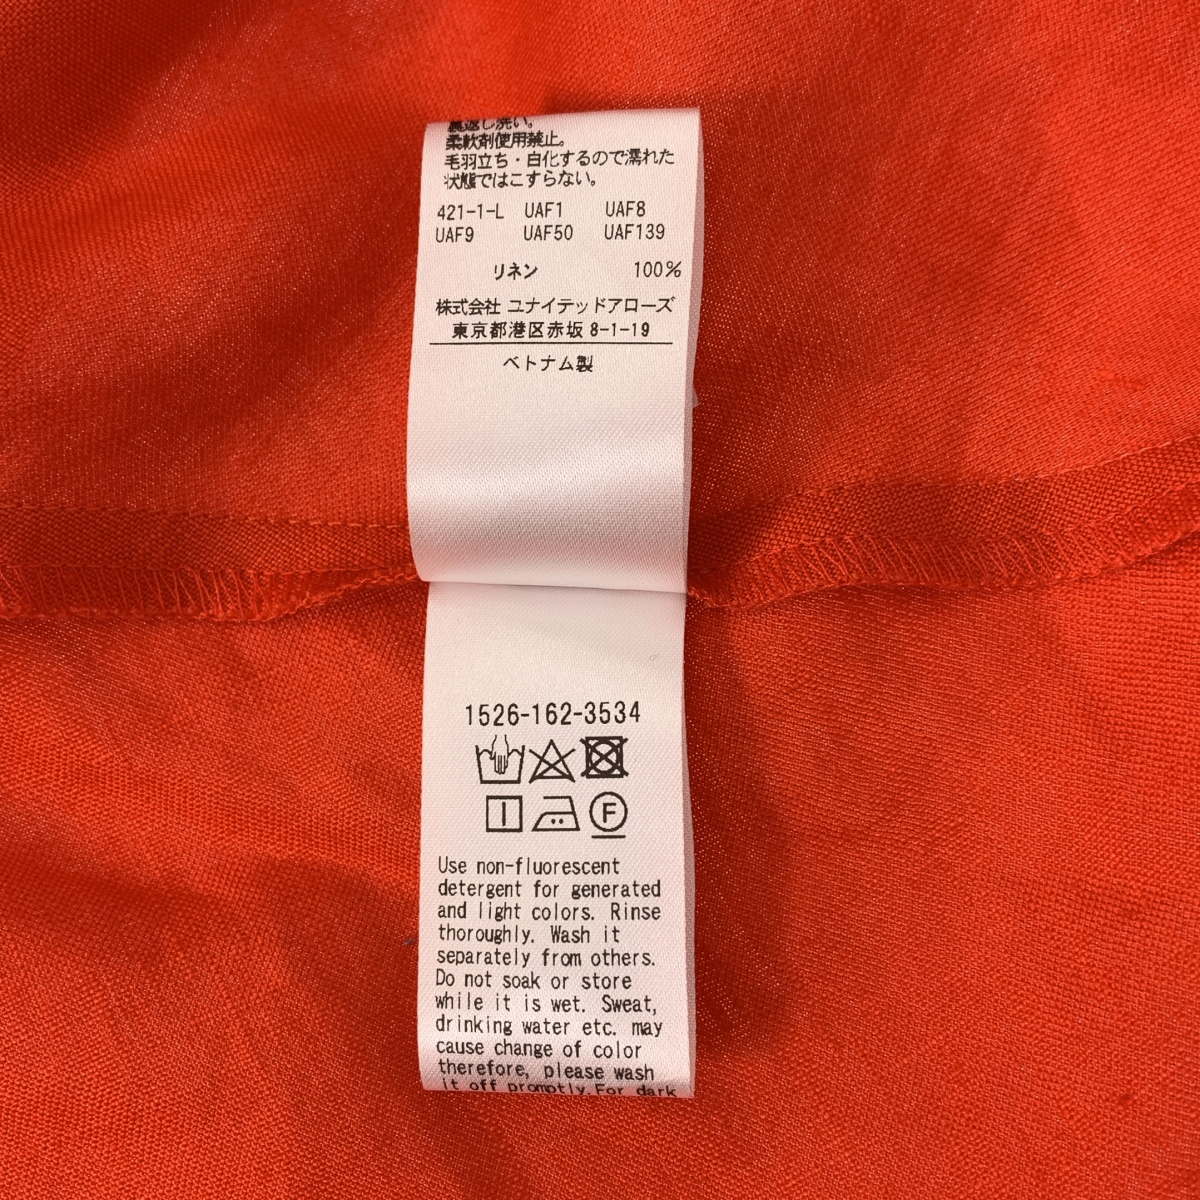 裏返し洗い。
柔軟剤使用禁止。
毛羽立ち・白化するので濡れた
状態ではこすらない。
421-1-L UAF1 UAF8
UAF9 UAF50 UAF139
リネン 100%
株式会社 ユナイテッドアローズ
東京都港区赤坂 8-1-19
ベトナム製
1526-162-3534
F
Use non-fluorescent
detergent for generated
and light colors. Rinse
thoroughly. Wash it
separately from others.
Do not soak or store
while it is wet. Sweat,
drinking water etc. may
cause change of color
therefore, please wash
it off promptly.For dark